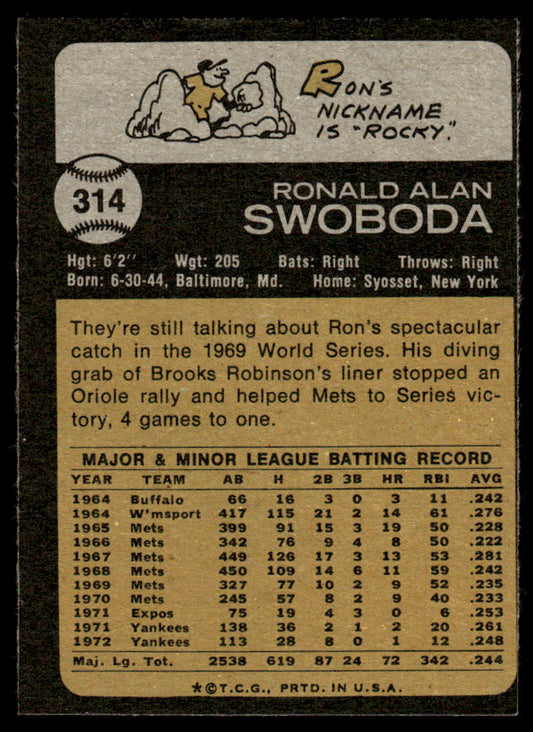 RON'S
NICKNAME
IS "ROCKY."
314
RONALD ALAN
SWOBODA
Hgt: 6'2'' Wgt: 205 Bats: Right Throws: Right
Born: 6-30-44, Baltimore, Md. Home: Syosset, New York
They're still talking about Ron's spectacular
catch in the 1969 World Series. His diving
grab of Brooks Robinson's liner stopped an
Oriole rally and helped Mets to Series vic-
tory, 4 games to one.
MAJOR & MINOR LEAGUE BATTING RECORD
YEAR TEAM AB H 2B 3B HR RBI AVG
1964 Buffalo 66 16 3 0 3 11 .242
1964 W'msport 417 115 21 2 14 61 .276
1965 Mets 399 91 15 3 19 50 .228
1966 Mets 342 76 9 4 8 50 .222
1967 Mets 449 126 17 3 13 53 .281
1968 Mets 450 109 14 6 11 59 .242
1969 Mets 327 77 10 2 9 52 .235
1970 Mets 245 57 8 2 9 40 .233
1971 Expos 75 19 4 3 0 6 .253
1971 Yankees 138 36 2 1 2 20 .261
1972 Yankees 113 28 8 0 1 12 .248
Maj. Lg. Tot. 2538 619 87 24 72 342 .244
*©T.C.G., PRTD. IN U.S.A.